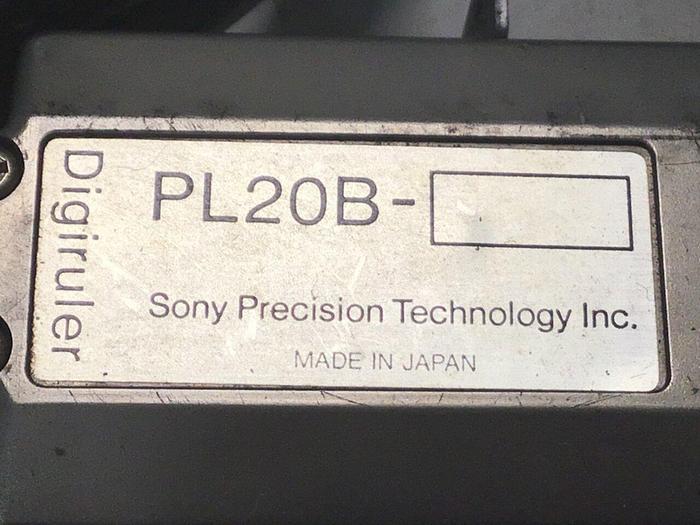 Digiruler
PL20B-
Sony Precision Technology Inc.
MADE IN JAPAN